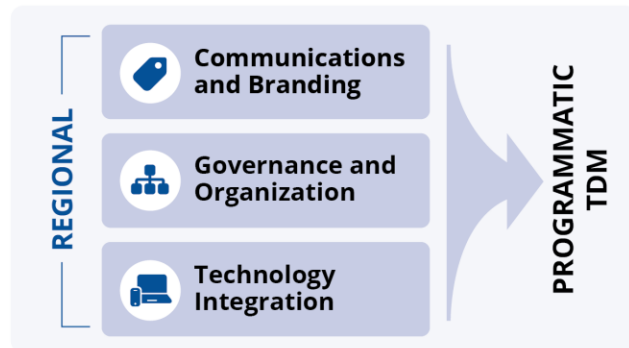 REGIONAL
Communications
and Branding
Governance and
Organization
Technology
Integration
PROGRAMMATIC
TDM